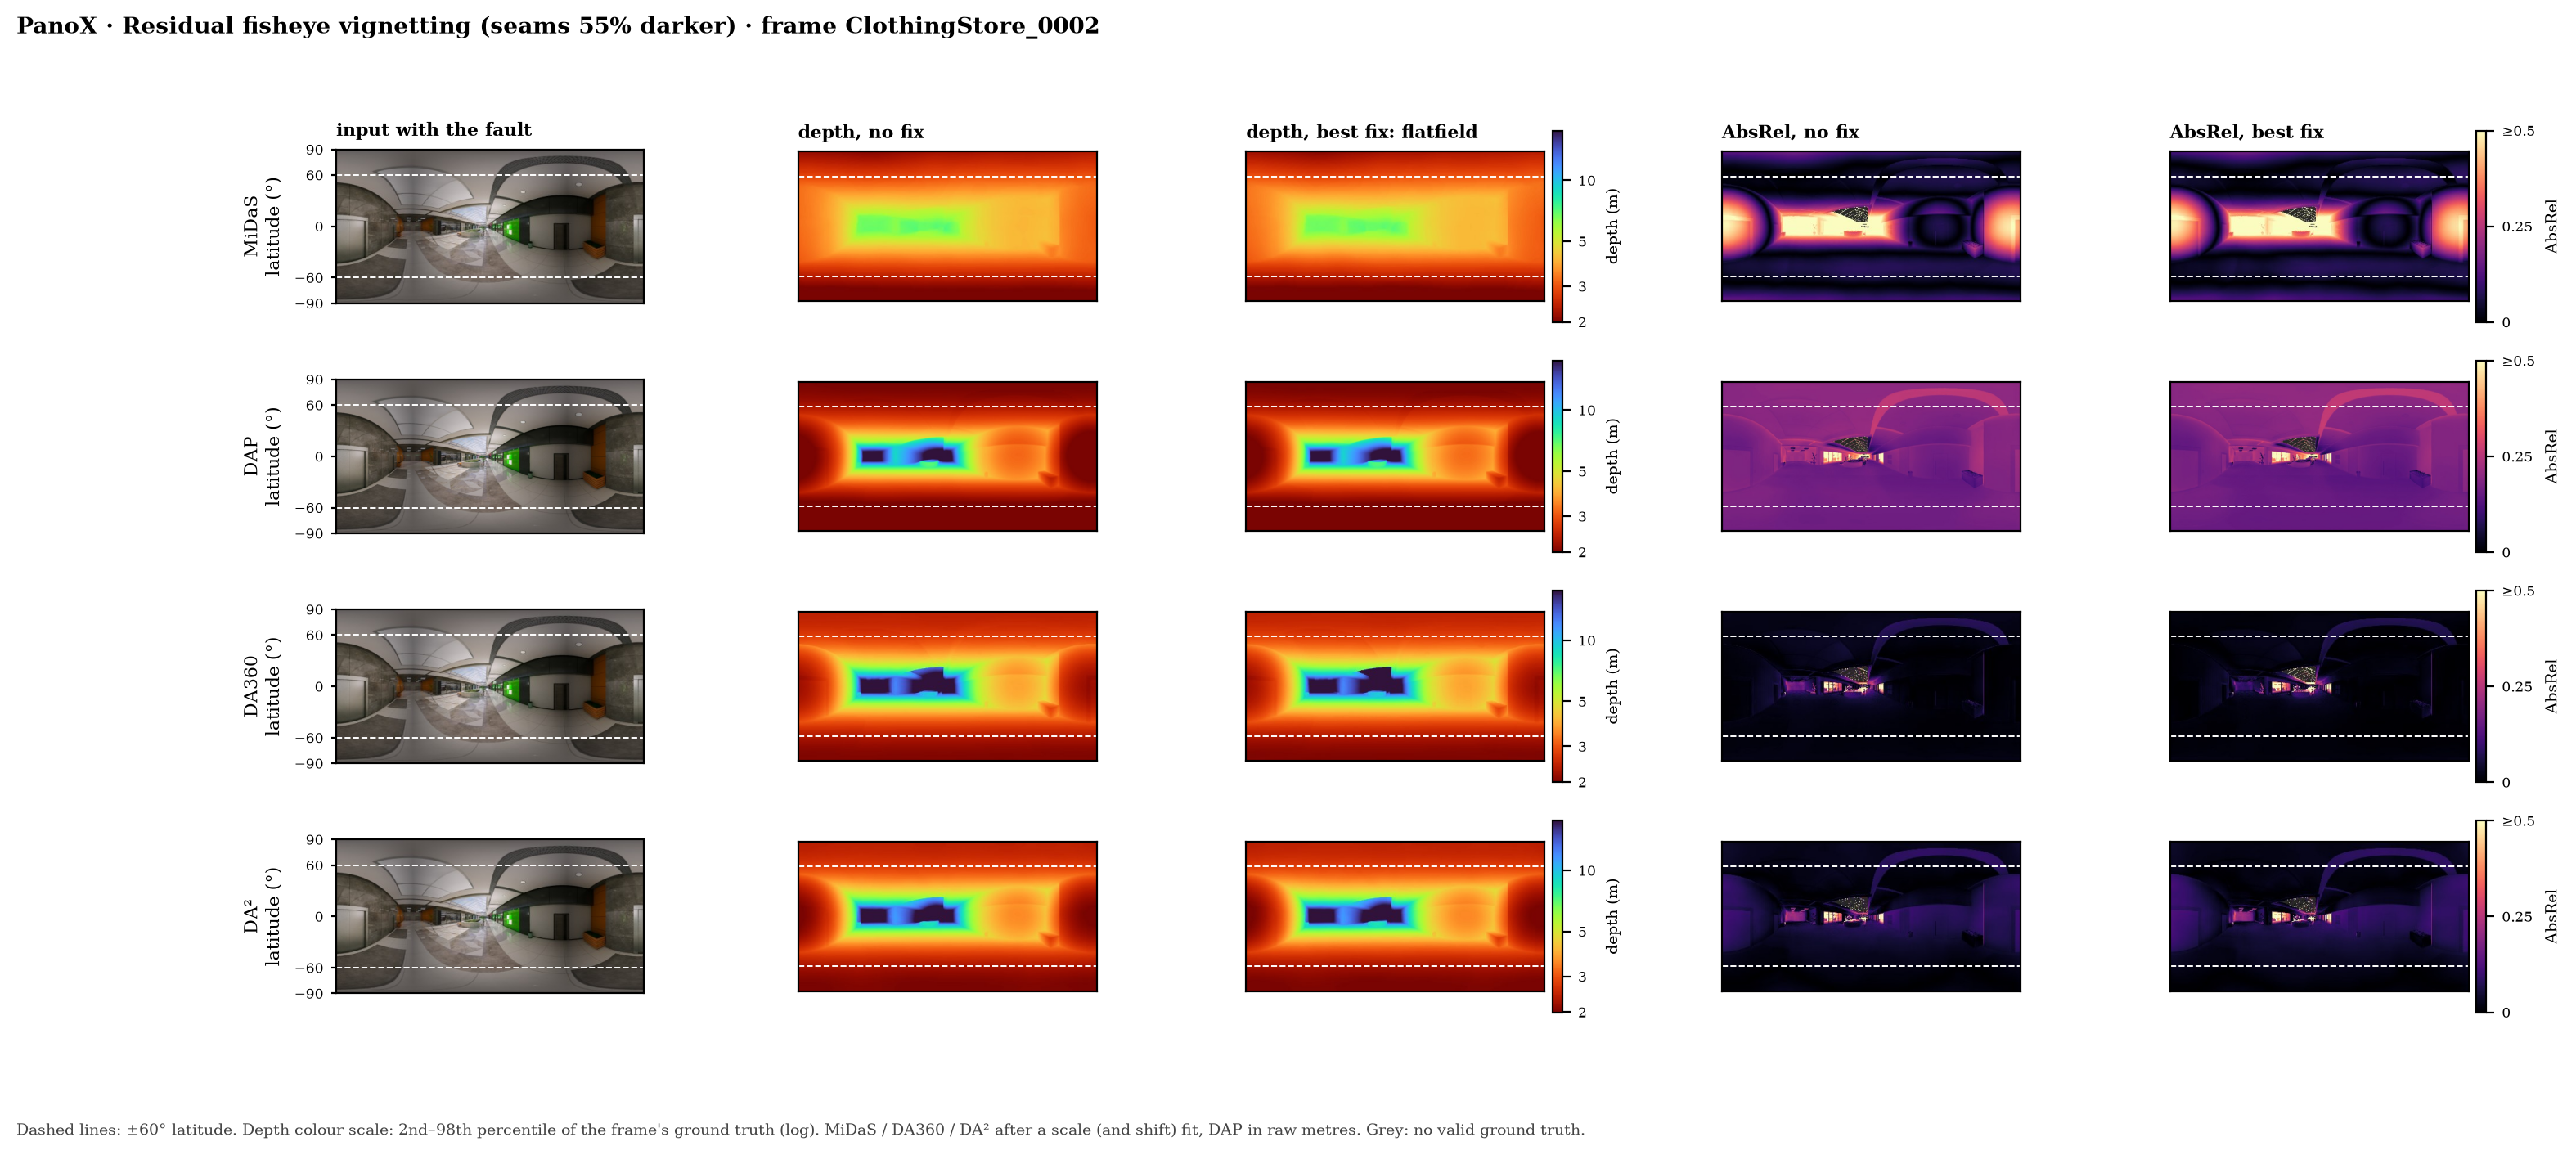 PanoX · Residual fisheye vignetting (seams 55% darker) · frame ClothingStore_0002
input with the fault
depth, no fix
depth, best fix: flatfield
AbsRel, no fix
AbsRel, best fix
MiDaS
latitude (°)
90
60
0
−60
−90
10
5
3
2
depth (m)
≥0.5
0.25
0
AbsRel
DAP
latitude (°)
90
60
0
−60
−90
10
5
3
2
depth (m)
≥0.5
0.25
0
AbsRel
DA360
latitude (°)
90
60
0
−60
−90
10
5
3
2
depth (m)
≥0.5
0.25
0
AbsRel
DA²
latitude (°)
90
60
0
−60
−90
10
5
3
2
depth (m)
≥0.5
0.25
0
AbsRel
Dashed lines: ±60° latitude. Depth colour scale: 2nd–98th percentile of the frame's ground truth (log). MiDaS / DA360 / DA² after a scale (and shift) fit, DAP in raw metres. Grey: no valid ground truth.